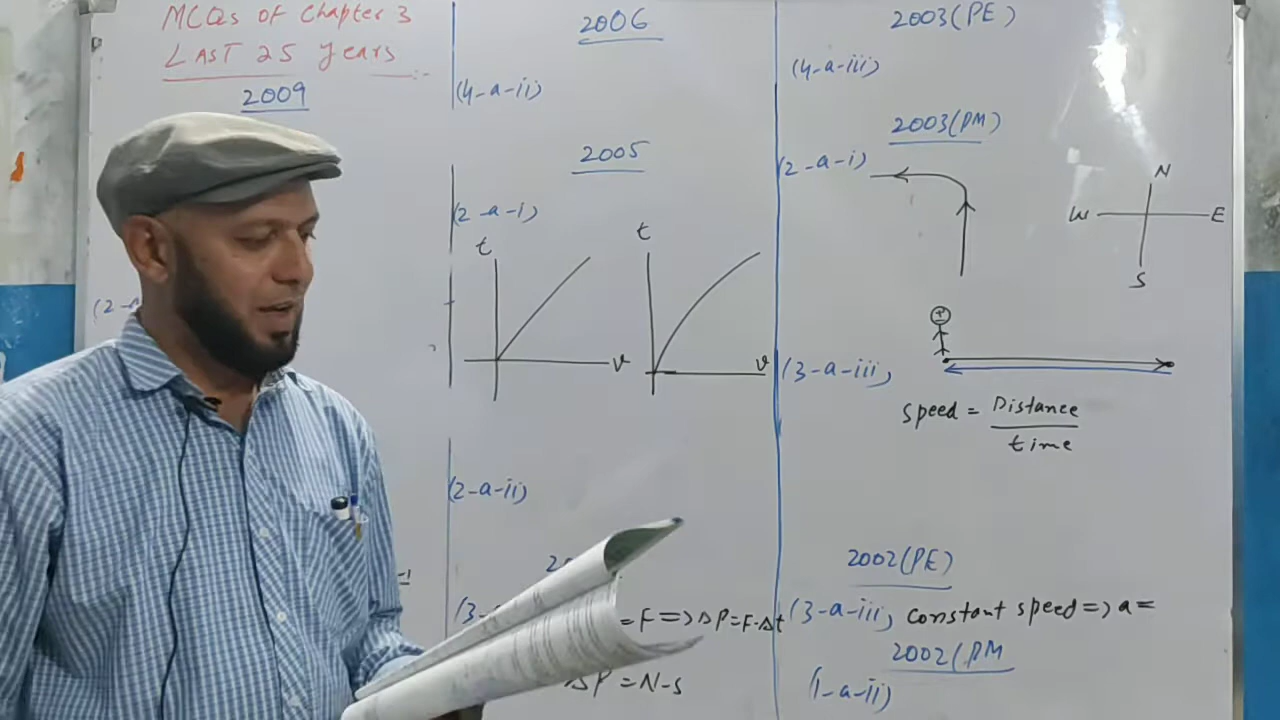 MCQs of Chapter 3
LAST 25 Years
2009
(2-a
2006
(4-a-ii)
2005
(2-a-i)
t
v
t
v
(2-a-ii)
(3-
= F => ΔP = F·Δt
ΔP = N-s
2003(PE)
(4-a-iii)
2003(PM)
(2-a-i)
N
W
E
S
(3-a-iii)
Speed = Distance
time
2002(PE)
(3-a-iii) constant speed => a =
2002(PM
(1-a-ii)